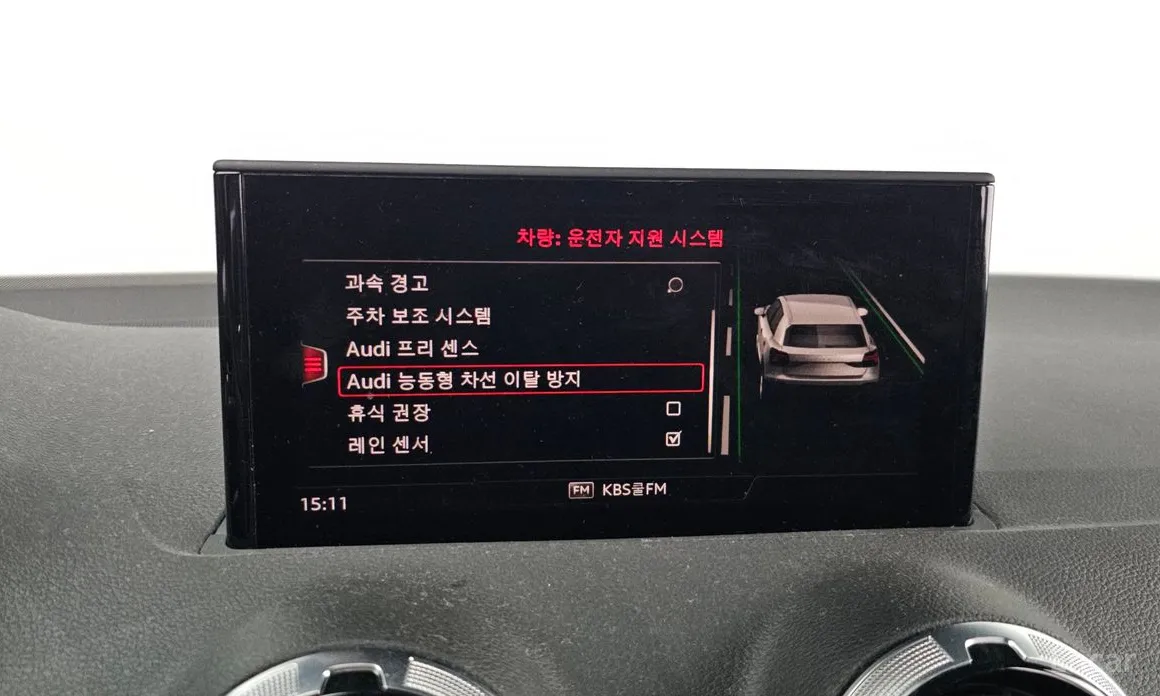 차량: 운전자 지원 시스템
과속 경고
주차 보조 시스템
Audi 프리 센스
Audi 능동형 차선 이탈 방지
휴식 권장
레인 센서
FM KBS쿨FM
15:11